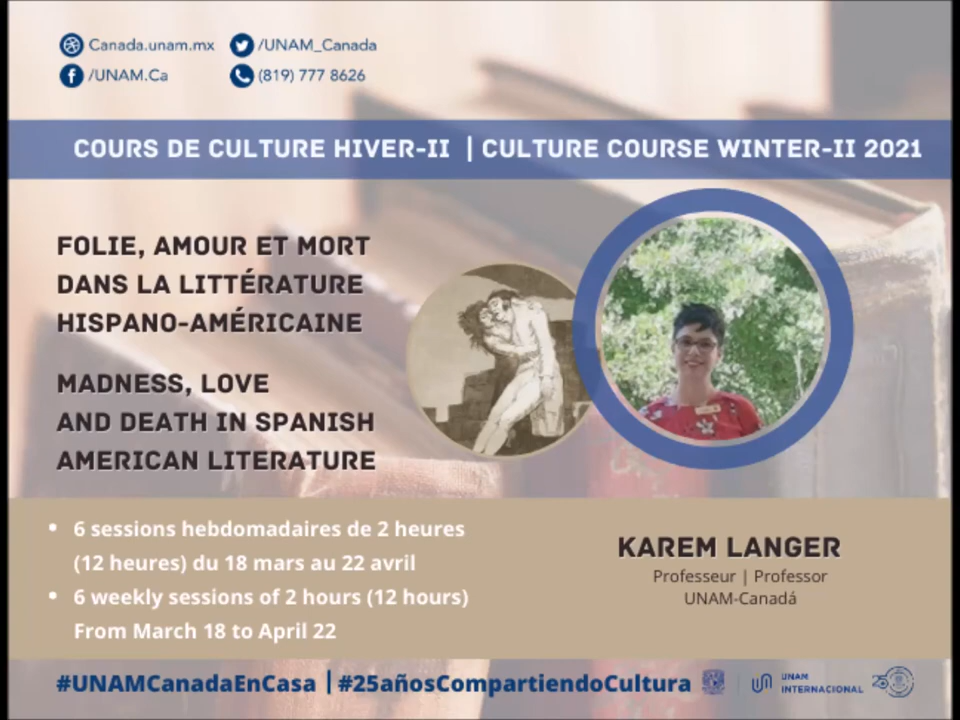 Canada.unam.mx
/UNAM_Canada
/UNAM.Ca
(819) 777 8626
COURS DE CULTURE HIVER-II | CULTURE COURSE WINTER-II 2021
FOLIE, AMOUR ET MORT
DANS LA LITTÉRATURE
HISPANO-AMÉRICAINE
MADNESS, LOVE
AND DEATH IN SPANISH
AMERICAN LITERATURE
• 6 sessions hebdomadaires de 2 heures
(12 heures) du 18 mars au 22 avril
• 6 weekly sessions of 2 hours (12 hours)
From March 18 to April 22
KAREM LANGER
Professeur | Professor
UNAM-Canadá
#UNAMCanadaEnCasa | #25añosCompartiendoCultura
UNAM
INTERNACIONAL
25